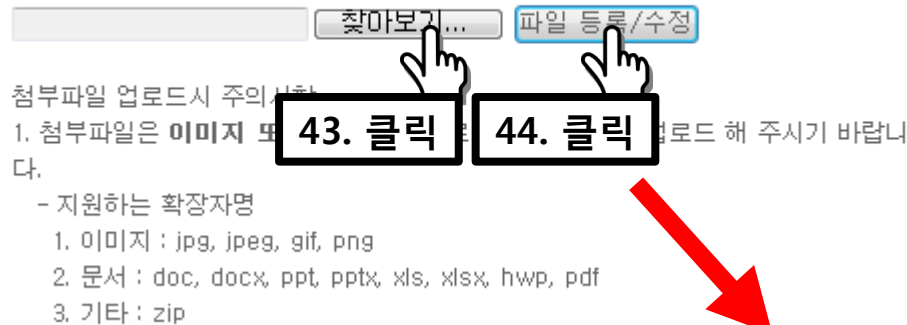 찾아보기... 파일 등록/수정
첨부파일 업로드시 주의
43. 클릭 44. 클릭
1. 첨부파일은 이미지 또 로드 해 주시기 바랍니
다.
- 지원하는 확장자명
1. 이미지 : jpg, jpeg, gif, png
2. 문서 : doc, docx, ppt, pptx, xls, xlsx, hwp, pdf
3. 기타 : zip